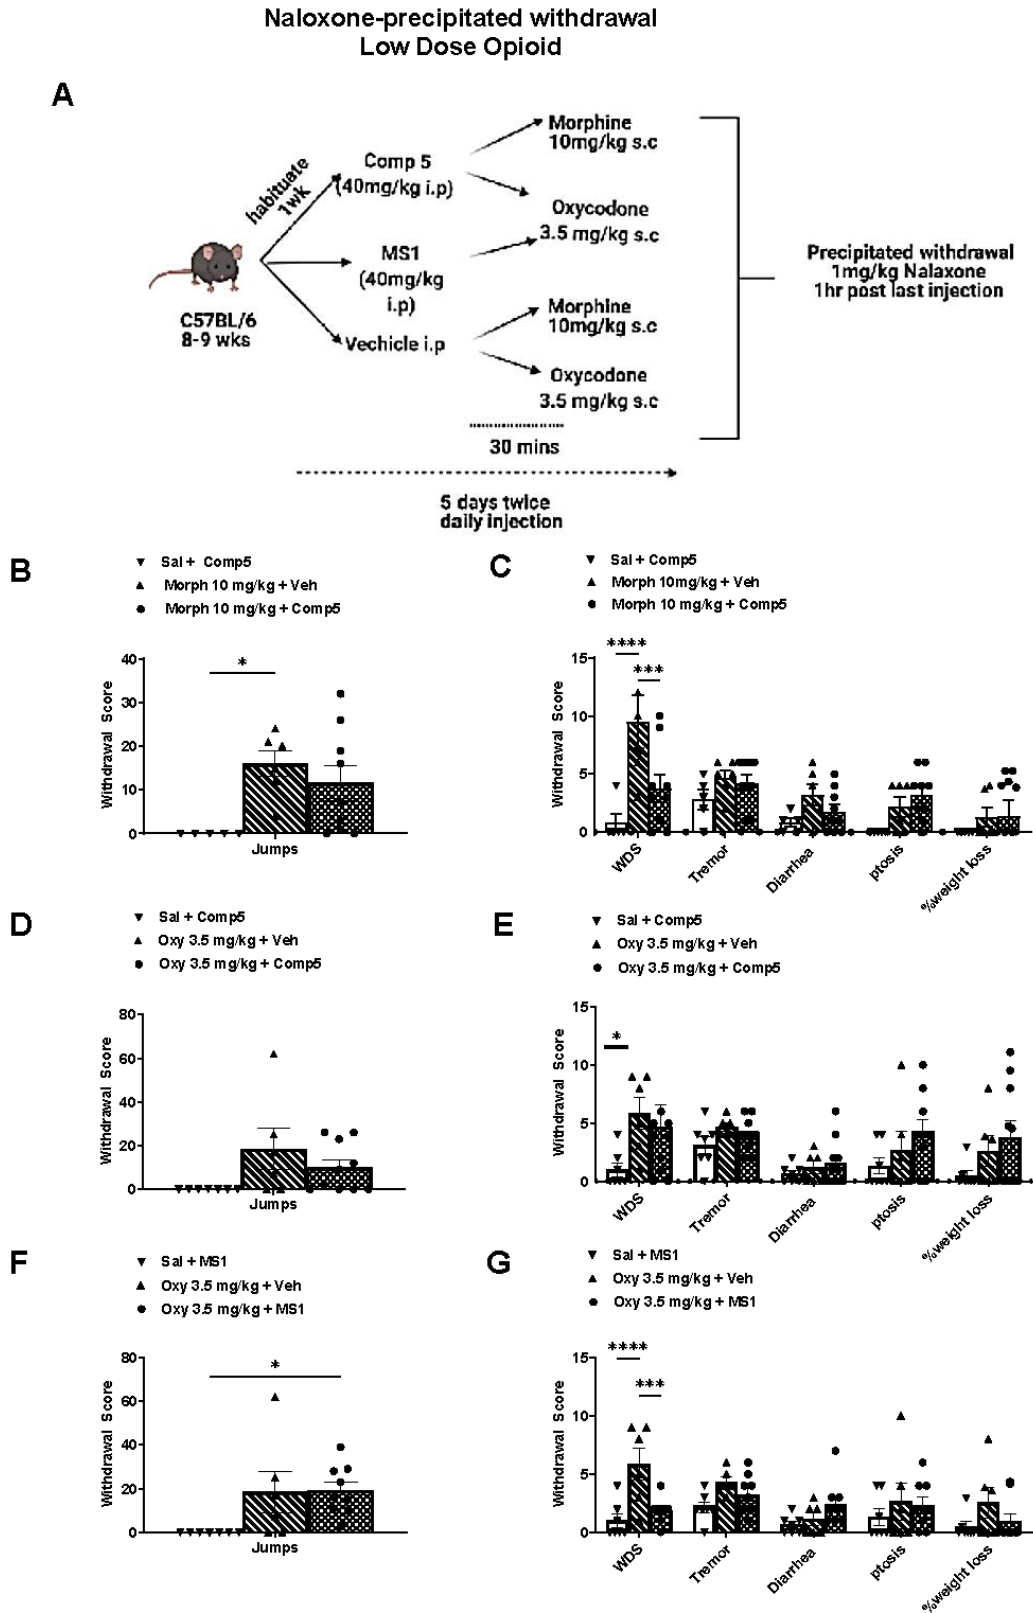 Naloxone-precipitated withdrawal
Low Dose Opioid
A
habituate
1wk
C57BL/6
8-9 wks
Comp 5
(40mg/kg i.p)
MS1
(40mg/kg
i.p)
Vechicle i.p
Morphine
10mg/kg s.c
Oxycodone
3.5 mg/kg s.c
Morphine
10mg/kg s.c
Oxycodone
3.5 mg/kg s.c
30 mins
5 days twice
daily injection
Precipitated withdrawal
1mg/kg Nalaxone
1hr post last injection
B
Sal + Comp5
Morph 10 mg/kg + Veh
Morph 10 mg/kg + Comp5
Withdrawal Score
40
30
20
10
0
*
Jumps
C
Sal + Comp5
Morph 10mg/kg + Veh
Morph 10 mg/kg + Comp5
Withdrawal Score
15
10
5
0
****
***
WDS
Tremor
Diarrhea
ptosis
%weight loss
D
Sal + Comp5
Oxy 3.5 mg/kg + Veh
Oxy 3.5 mg/kg + Comp5
Withdrawal Score
80
60
40
20
0
Jumps
E
Sal + Comp5
Oxy 3.5 mg/kg + Veh
Oxy 3.5 mg/kg + Comp5
Withdrawal Score
15
10
5
0
*
WDS
Tremor
Diarrhea
ptosis
%weight loss
F
Sal + MS1
Oxy 3.5 mg/kg + Veh
Oxy 3.5 mg/kg + MS1
Withdrawal Score
80
60
40
20
0
*
Jumps
G
Sal + MS1
Oxy 3.5 mg/kg + Veh
Oxy 3.5 mg/kg + MS1
Withdrawal Score
15
10
5
0
****
***
WDS
Tremor
Diarrhea
ptosis
%weight loss